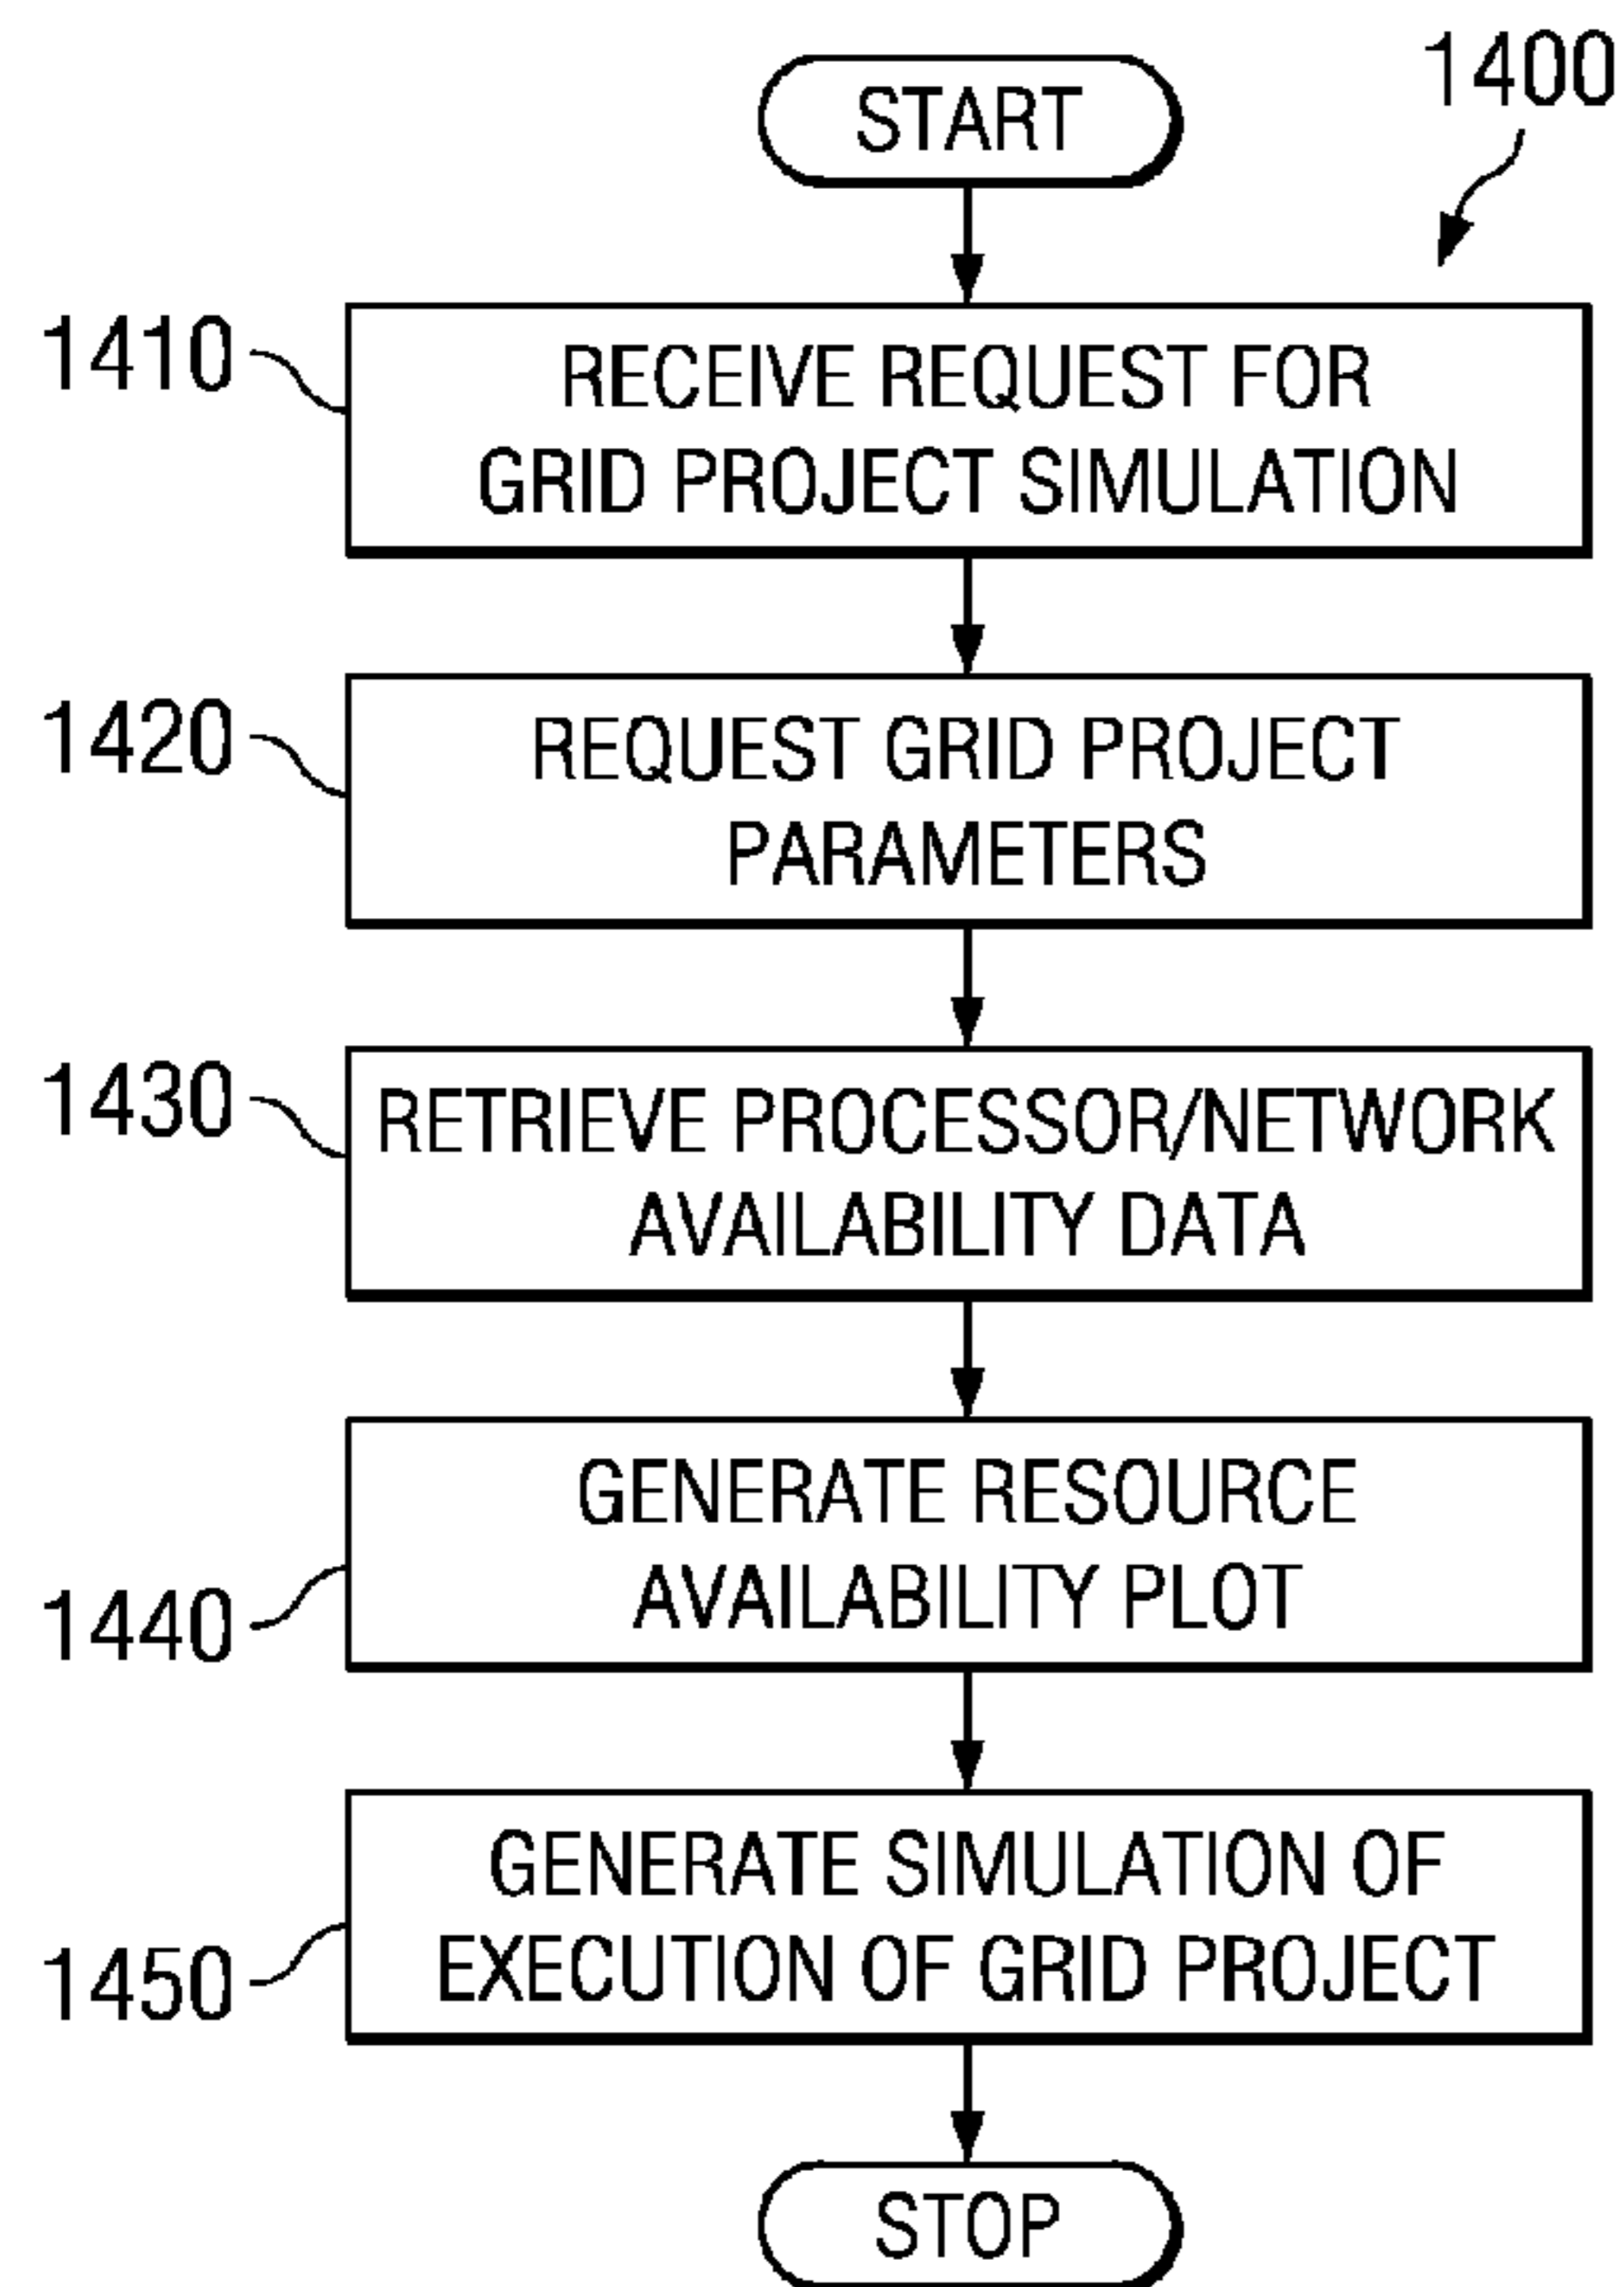 1400
START
1410
RECEIVE REQUEST FOR
GRID PROJECT SIMULATION
1420
REQUEST GRID PROJECT
PARAMETERS
1430
RETRIEVE PROCESSOR/NETWORK
AVAILABILITY DATA
1440
GENERATE RESOURCE
AVAILABILITY PLOT
1450
GENERATE SIMULATION OF
EXECUTION OF GRID PROJECT
STOP